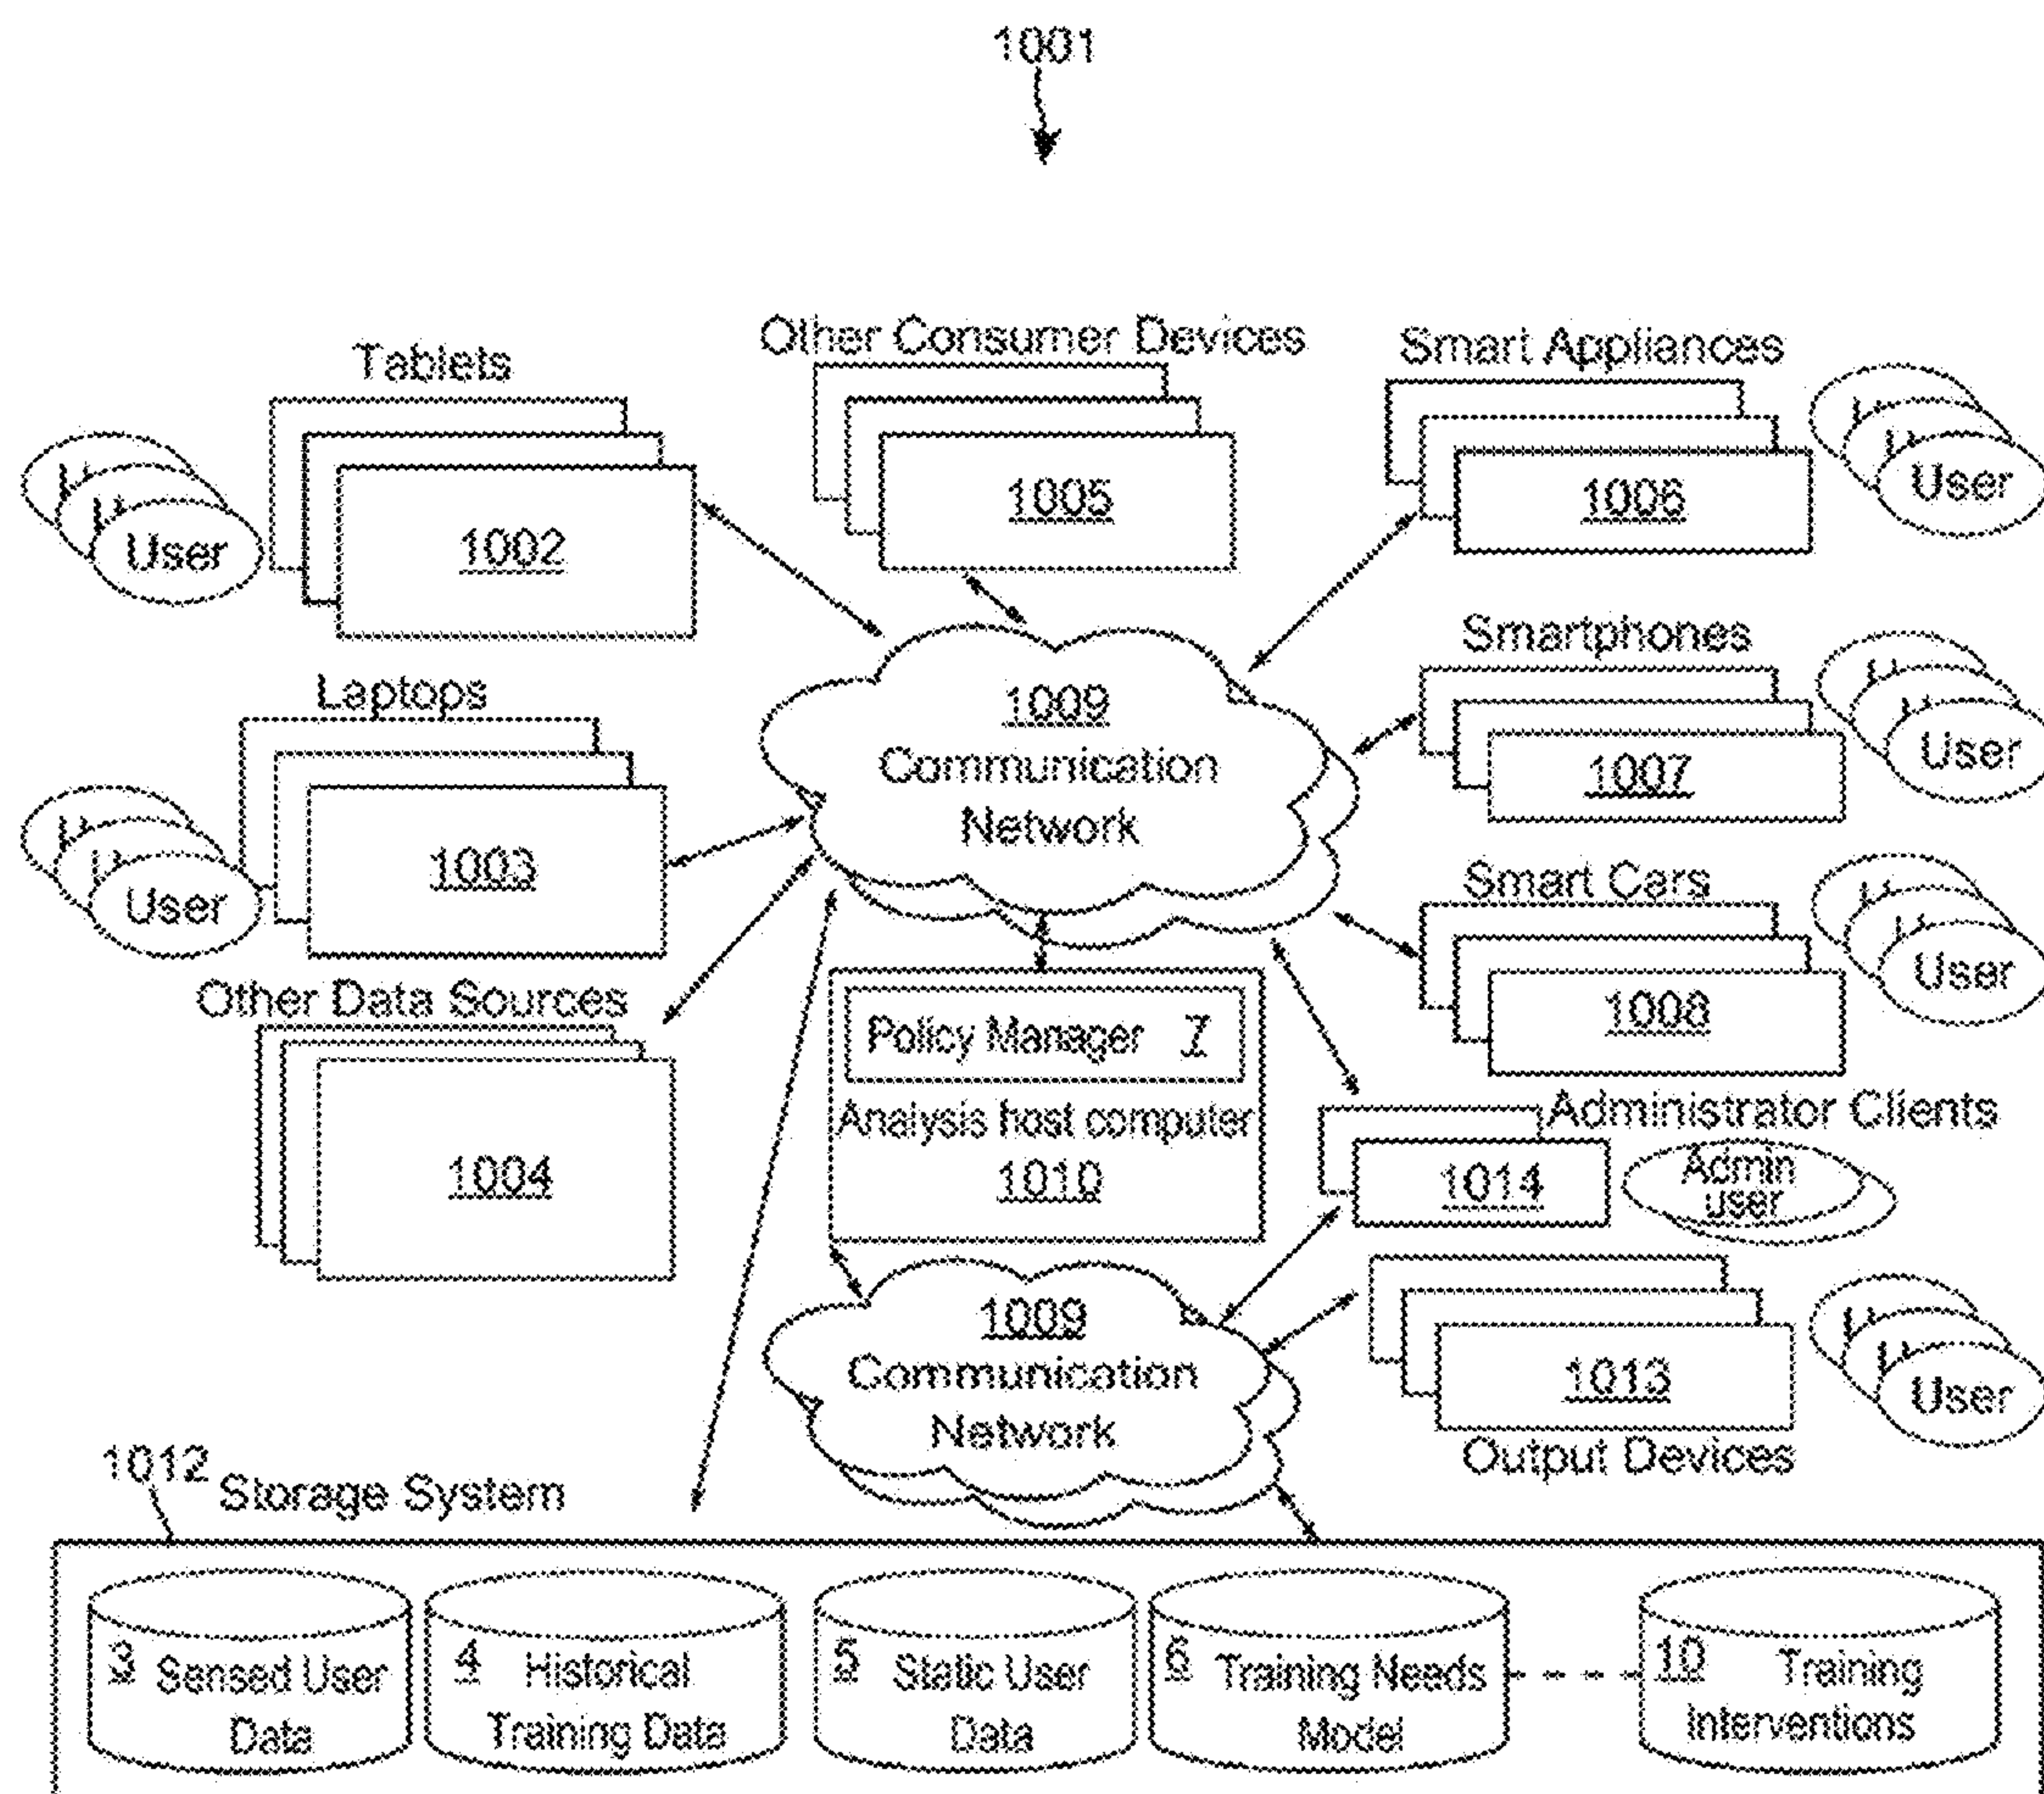 1001
Tablets
Other Consumer Devices
Smart Appliances
User
1002
1005
1006
User
Laptops
Smartphones
User
1003
1009
Communication
Network
1007
User
Smart Cars
1008
User
Other Data Sources
1004
Policy Manager 7
Analysis host computer
1010
Administrator Clients
1014
Admin
user
1009
Communication
Network
1013
User
Output Devices
1012
Storage System
3 Sensed User
Data
4 Historical
Training Data
5 Static User
Data
6 Training Needs
Model
10 Training
Interventions